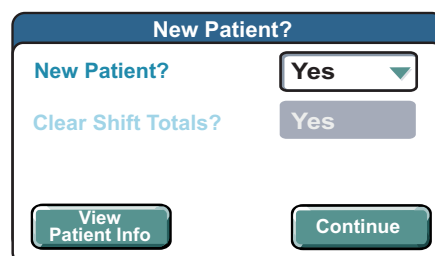 New Patient?
New Patient? Yes
Clear Shift Totals? Yes
View
Patient Info
Continue